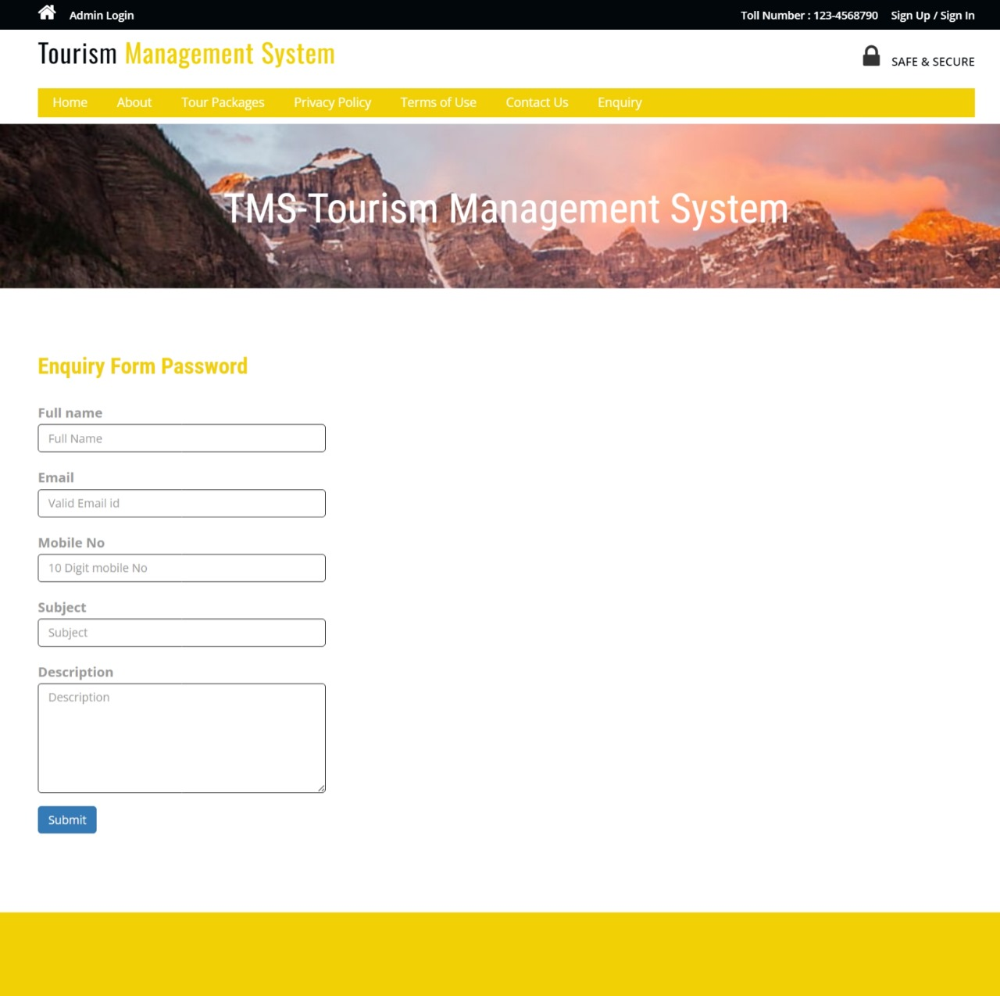 Admin Login Toll Number : 123-4568790 Sign Up / Sign In
Tourism Management System
SAFE & SECURE
Home About Tour Packages Privacy Policy Terms of Use Contact Us Enquiry
TMS-Tourism Management System
Enquiry Form Password
Full name
Full Name
Email
Valid Email id
Mobile No
10 Digit mobile No
Subject
Subject
Description
Description
Submit